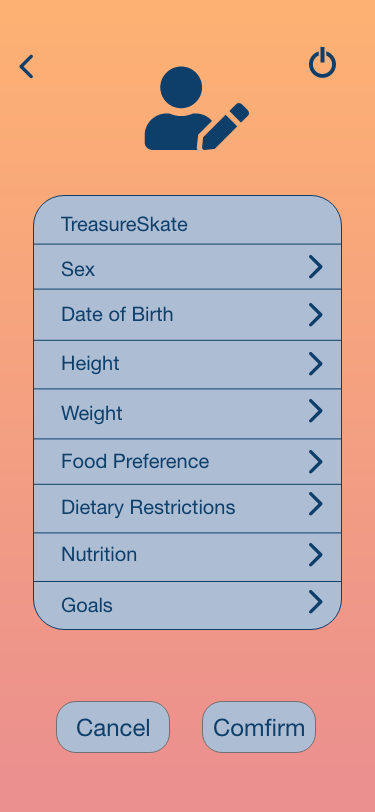 TreasureSkate
Sex
Date of Birth
Height
Weight
Food Preference
Dietary Restrictions
Nutrition
Goals
Cancel
Comfirm